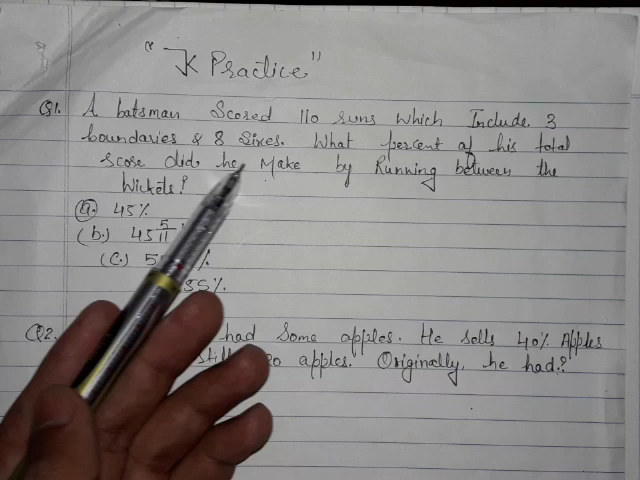 "JK Practice"
Q1. A batsman Scored 110 runs which Include 3
boundaries & 8 Sixes. What percent of his total
score did he Make by Running between the
Wickets?
(a.) 45%
(b.) 45 5/11
(c.) 5 %
55%
Q2. had some apples. He sells 40% Apples
still apples. Originally, he had?